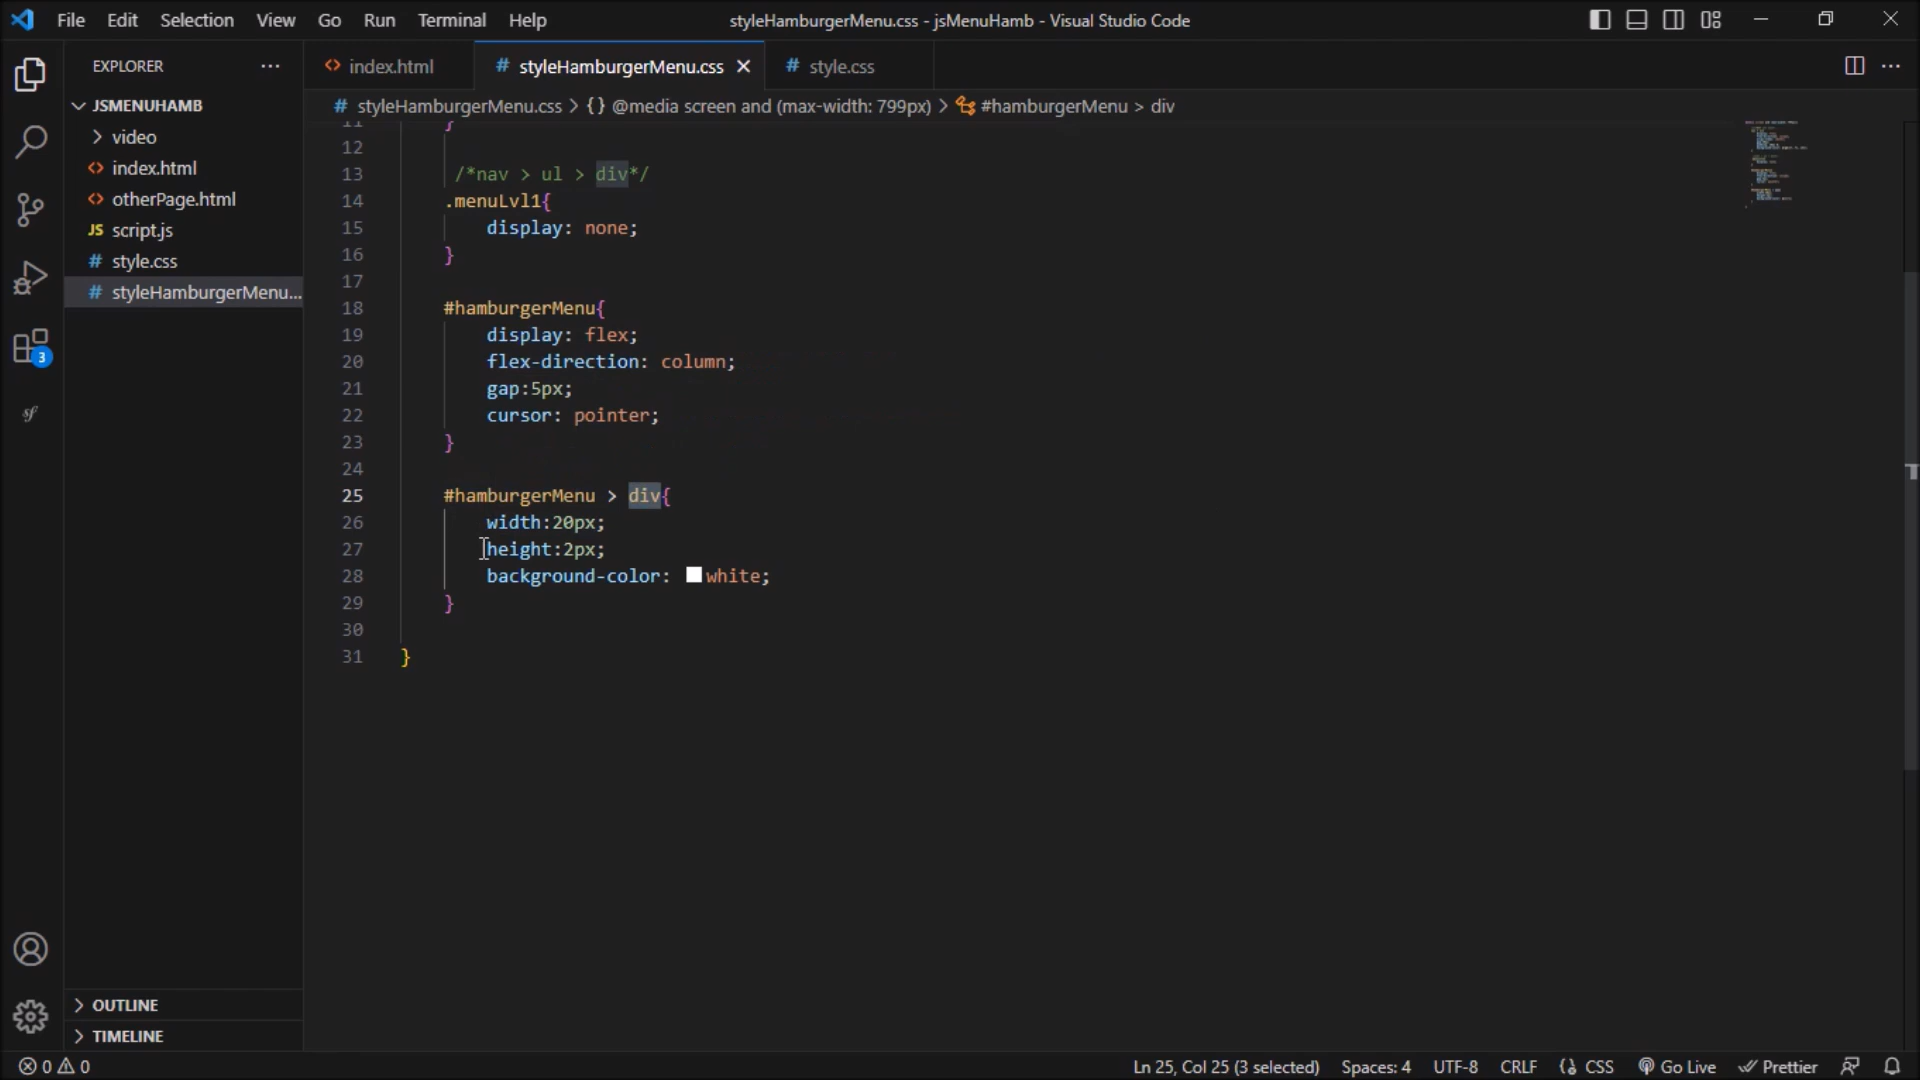 File Edit Selection View Go Run Terminal Help
styleHamburgerMenu.css - jsMenuHamb - Visual Studio Code
EXPLORER
index.html
# styleHamburgerMenu.css
# style.css
JSMENUHAMB
# styleHamburgerMenu.css > {} @media screen and (max-width: 799px) > #hamburgerMenu > div
video
index.html
otherPage.html
JS script.js
# style.css
# styleHamburgerMenu...
3
11 }
12
13 /*nav > ul > div*/
14 .menuLvl1{
15 display: none;
16 }
17
18 #hamburgerMenu{
19 display: flex;
20 flex-direction: column;
21 gap:5px;
22 cursor: pointer;
23 }
24
25 #hamburgerMenu > div{
26 width:20px;
27 height:2px;
28 background-color: white;
29 }
30
31 }
OUTLINE
TIMELINE
0 0
Ln 25, Col 25 (3 selected) Spaces: 4 UTF-8 CRLF {} CSS Go Live Prettier